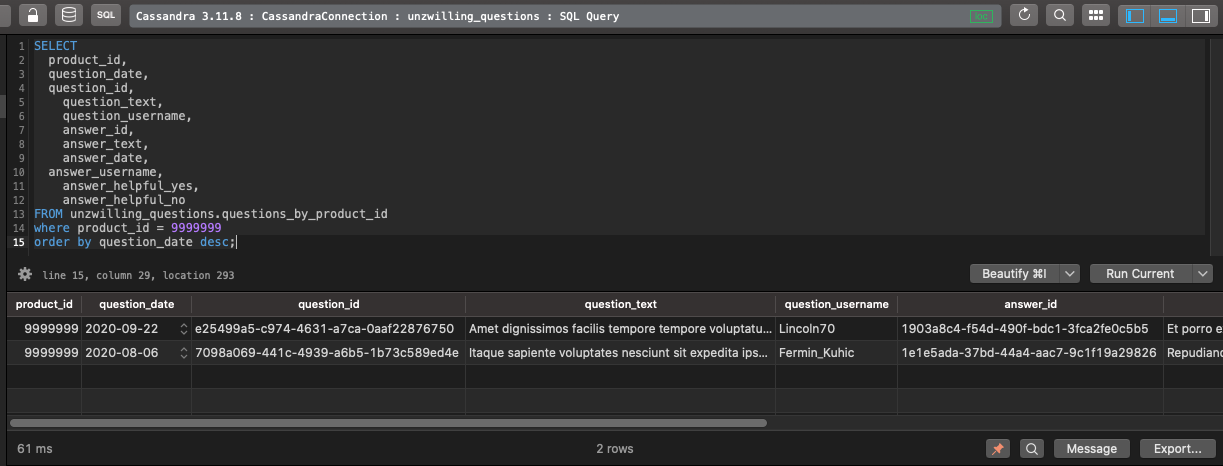 SQL Cassandra 3.11.8 : CassandraConnection : unzwilling_questions : SQL Query loc
1 SELECT
2 product_id,
3 question_date,
4 question_id,
5 question_text,
6 question_username,
7 answer_id,
8 answer_text,
9 answer_date,
10 answer_username,
11 answer_helpful_yes,
12 answer_helpful_no
13 FROM unzwilling_questions.questions_by_product_id
14 where product_id = 9999999
15 order by question_date desc;
line 15, column 29, location 293 Beautify ⌘I Run Current
product_id question_date question_id question_text question_username answer_id
9999999 2020-09-22 e25499a5-c974-4631-a7ca-0aaf22876750 Amet dignissimos facilis tempore tempore voluptatu... Lincoln70 1903a8c4-f54d-490f-bdc1-3fca2fe0c5b5 Et porro e
9999999 2020-08-06 7098a069-441c-4939-a6b5-1b73c589ed4e Itaque sapiente voluptates nesciunt sit expedita ips... Fermin_Kuhic 1e1e5ada-37bd-44a4-aac7-9c1f19a29826 Repudianc
61 ms 2 rows Message Export...